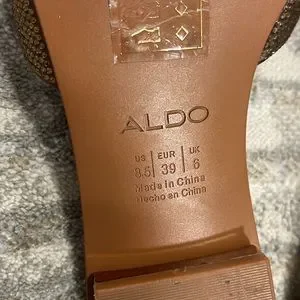 ALDO
US EUR UK
8.5 39 6
Made in China
Hecho en China